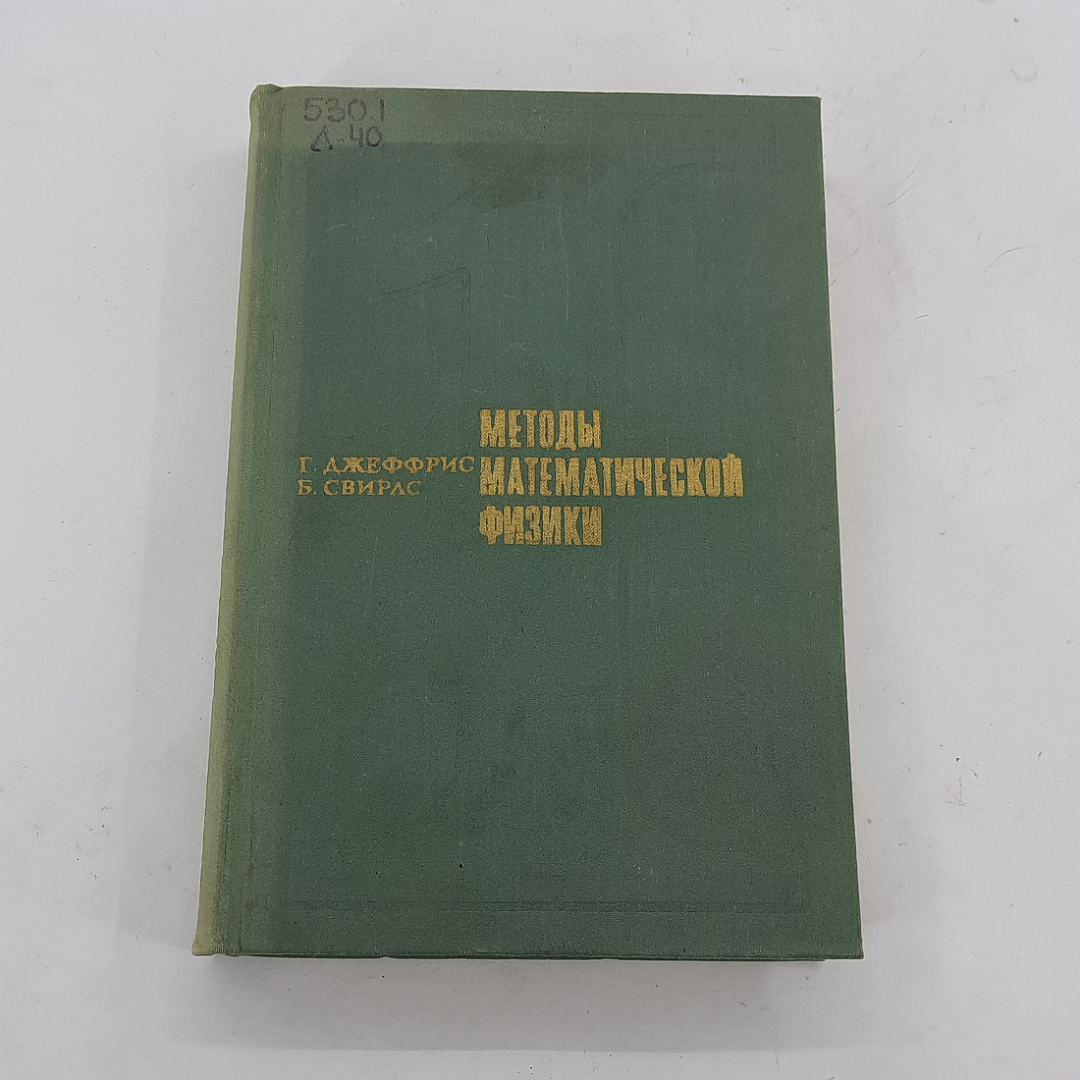 530.1
Д-40
Г. ДЖЕФФРИС
Б. СВИРЛС
МЕТОДЫ
МАТЕМАТИЧЕСКОЙ
ФИЗИКИ